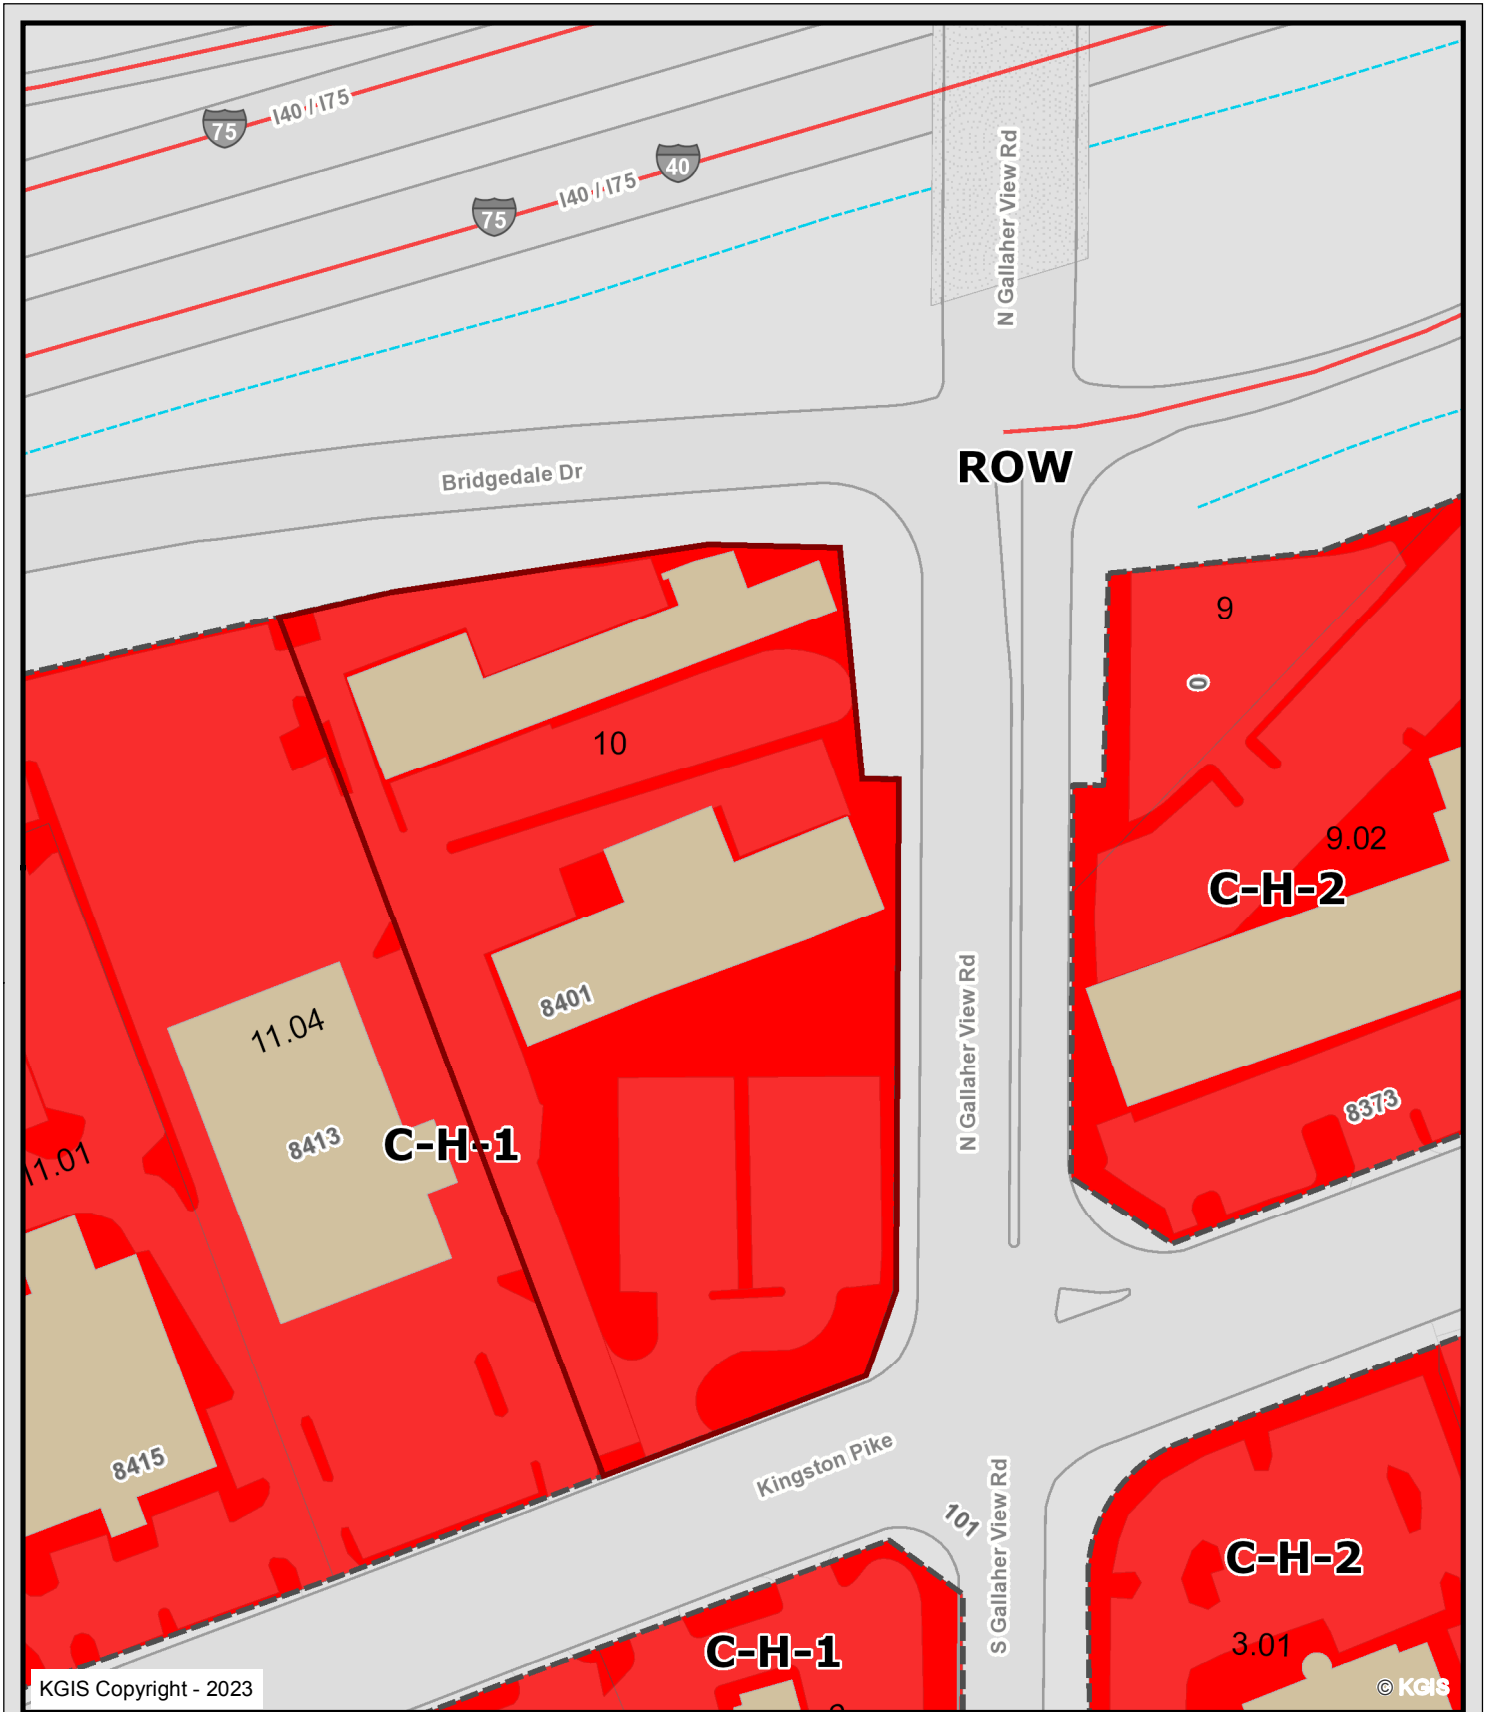 I40 / I75
75
40
I40 / I75
75
N Gallaher View Rd
ROW
Bridgedale Dr
9
0
10
9.02
C-H-2
8401
11.04
N Gallaher View Rd
8373
8413
C-H-1
11.01
8415
Kingston Pike
101
S Gallaher View Rd
C-H-2
3.01
C-H-1
KGIS Copyright - 2023
© KGIS